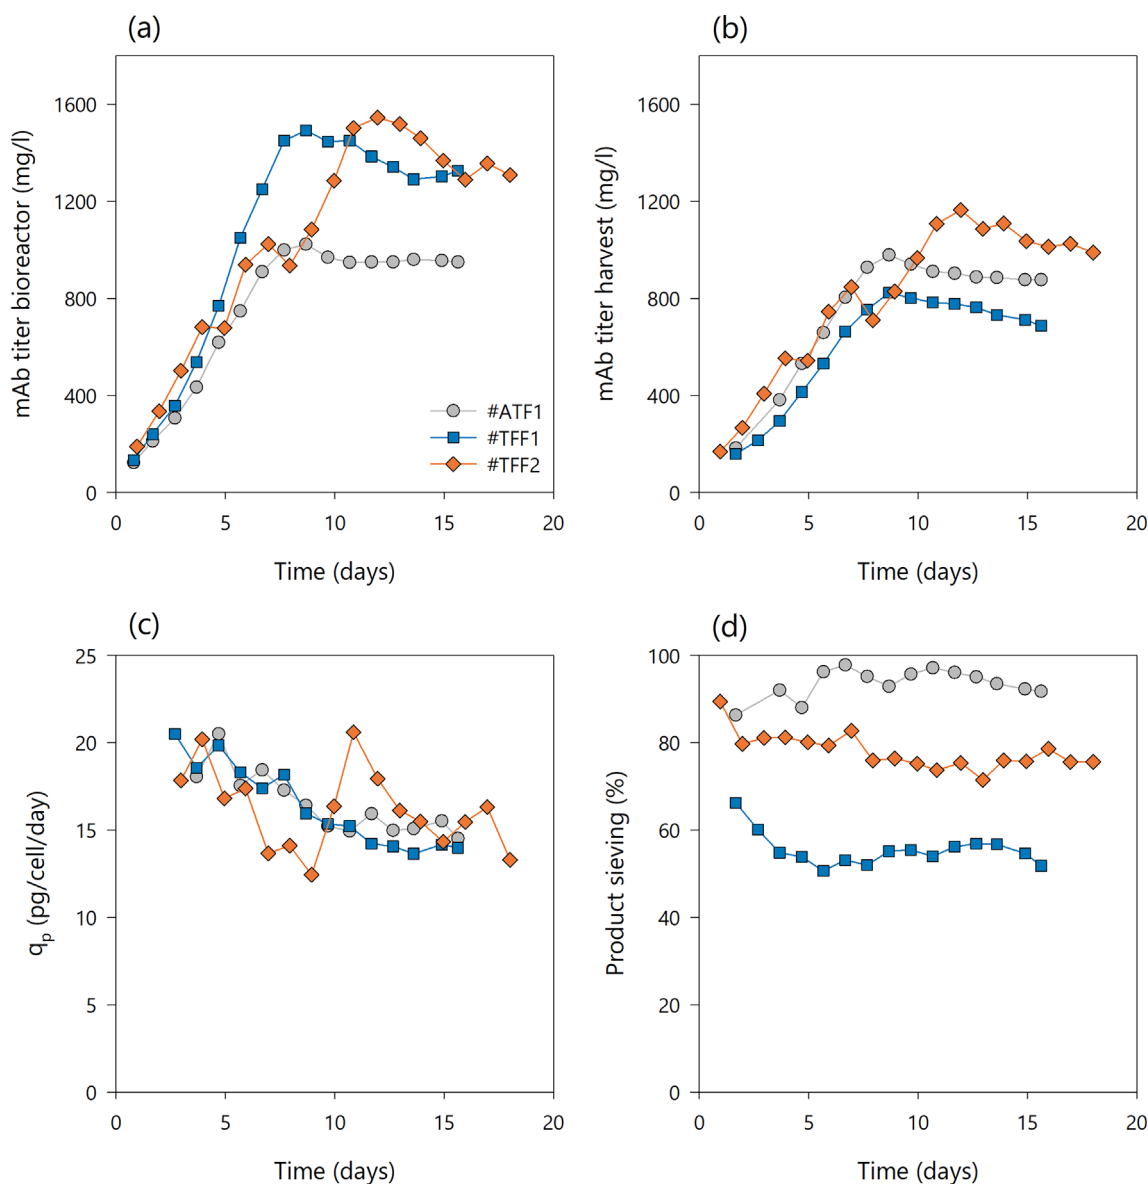 (a)
mAb titer bioreactor (mg/l)
1600
1200
800
400
0
#ATF1
#TFF1
#TFF2
0 5 10 15 20
Time (days)
(b)
mAb titer harvest (mg/l)
1600
1200
800
400
0
0 5 10 15 20
Time (days)
(c)
qp (pg/cell/day)
25
20
15
10
5
0
0 5 10 15 20
Time (days)
(d)
Product sieving (%)
100
80
60
40
20
0
0 5 10 15 20
Time (days)